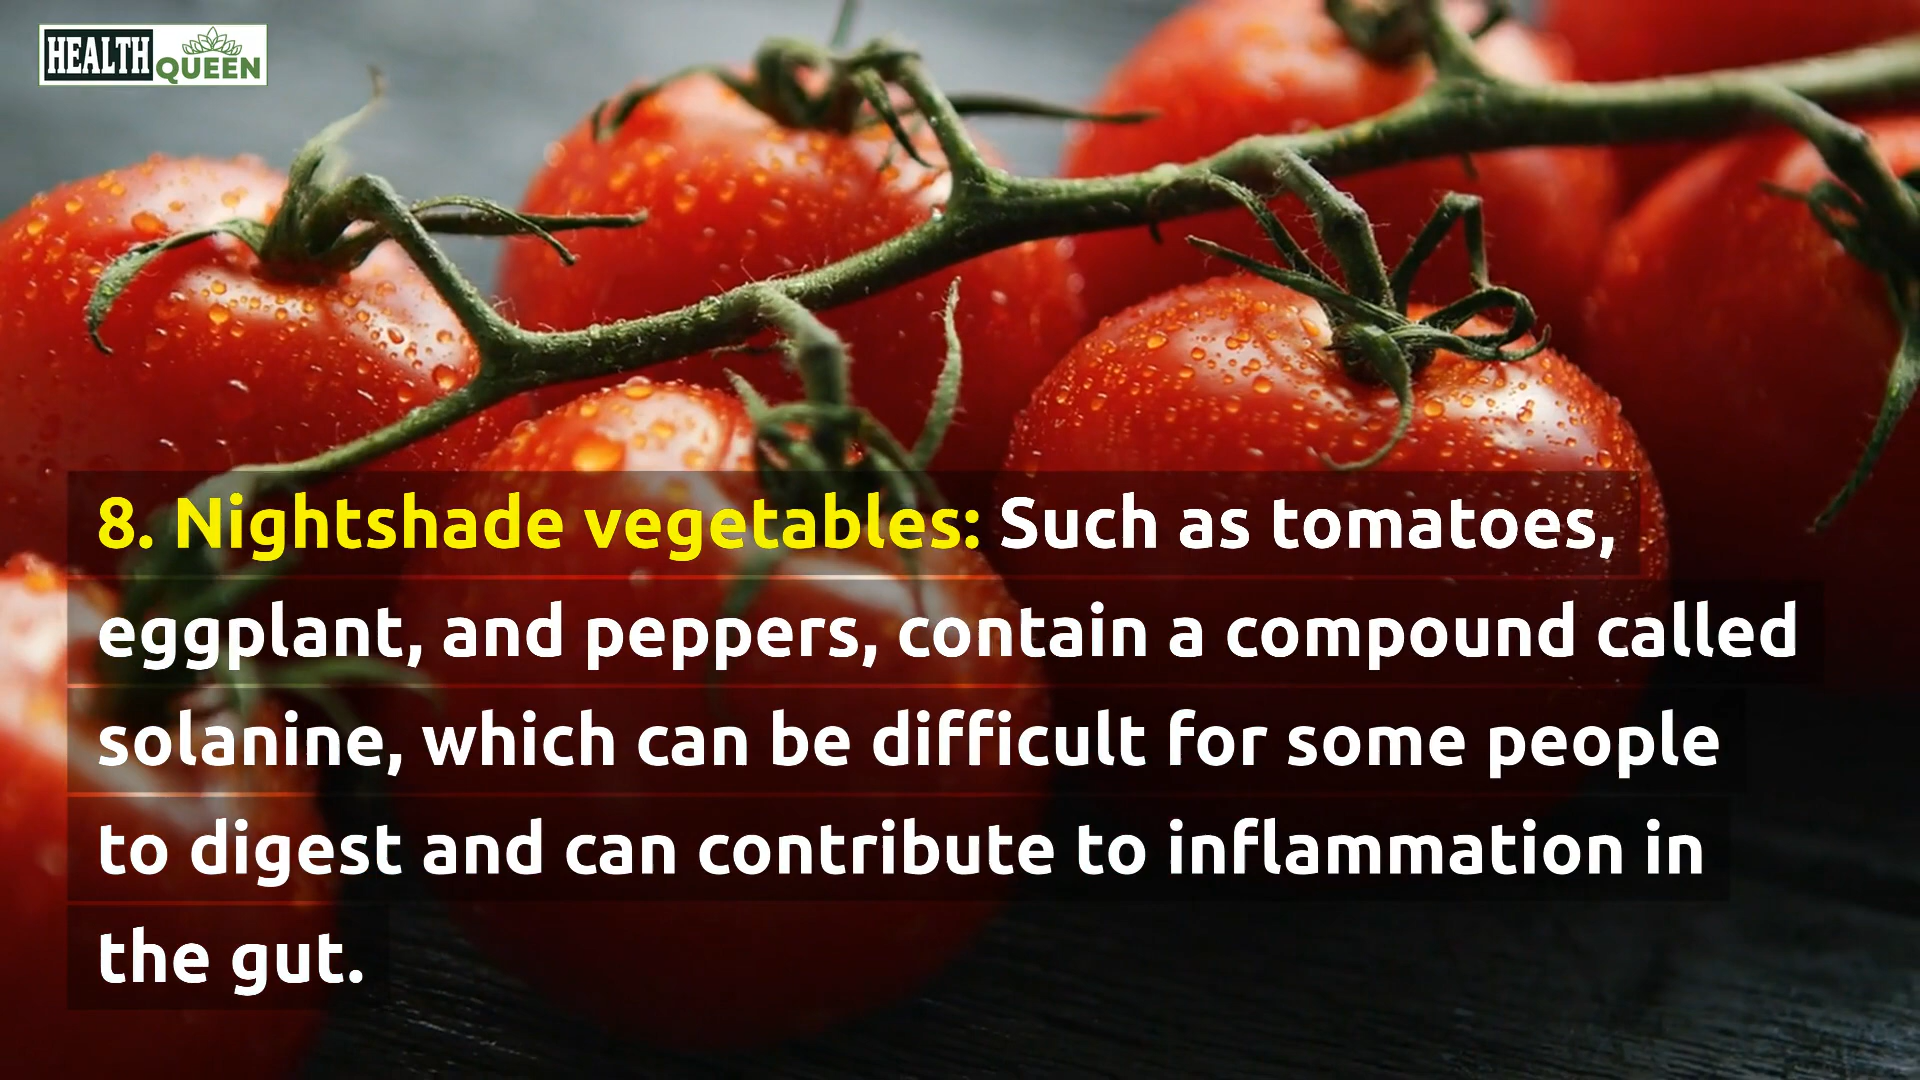 HEALTH QUEEN
8. Nightshade vegetables: Such as tomatoes,
eggplant, and peppers, contain a compound called
solanine, which can be difficult for some people
to digest and can contribute to inflammation in
the gut.